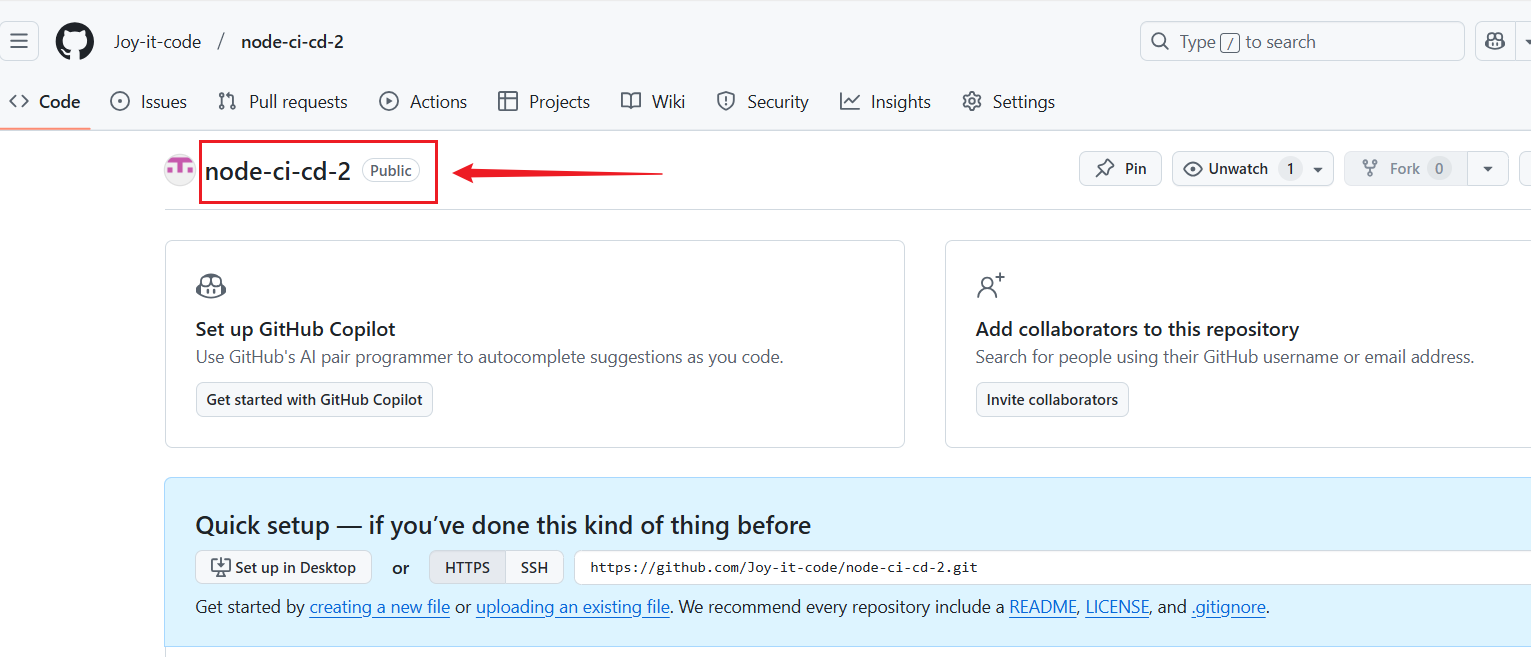 Joy-it-code / node-ci-cd-2
Type / to search
Code Issues Pull requests Actions Projects Wiki Security Insights Settings
node-ci-cd-2 Public
Pin Unwatch 1 Fork 0
Set up GitHub Copilot
Use GitHub's AI pair programmer to autocomplete suggestions as you code.
Get started with GitHub Copilot
Add collaborators to this repository
Search for people using their GitHub username or email address.
Invite collaborators
Quick setup — if you’ve done this kind of thing before
Set up in Desktop or HTTPS SSH https://github.com/Joy-it-code/node-ci-cd-2.git
Get started by creating a new file or uploading an existing file. We recommend every repository include a README, LICENSE, and .gitignore.